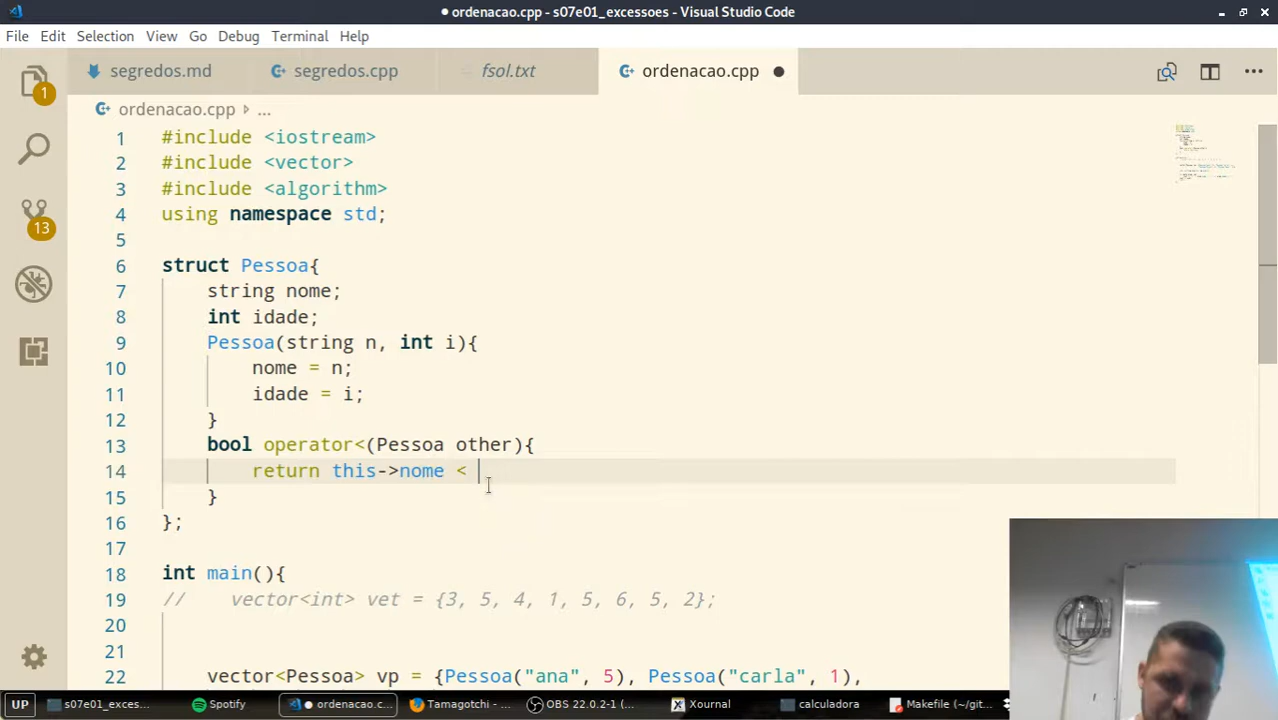 ● ordenacao.cpp - s07e01_excessoes - Visual Studio Code
File Edit Selection View Go Debug Terminal Help
segredos.md segredos.cpp fsol.txt ordenacao.cpp ●
ordenacao.cpp ...
1 #include <iostream>
2 #include <vector>
3 #include <algorithm>
4 using namespace std;
5
6 struct Pessoa{
7 string nome;
8 int idade;
9 Pessoa(string n, int i){
10 nome = n;
11 idade = i;
12 }
13 bool operator<(Pessoa other){
14 return this->nome <
15 }
16 };
17
18 int main(){
19 // vector<int> vet = {3, 5, 4, 1, 5, 6, 5, 2};
20
21
22 vector<Pessoa> vp = {Pessoa("ana", 5), Pessoa("carla", 1),
1
13
UP s07e01_exces... Spotify ● ordenacao.c... Tamagotchi - ... OBS 22.0.2-1 (... Xournal calculadora Makefile (~/git...